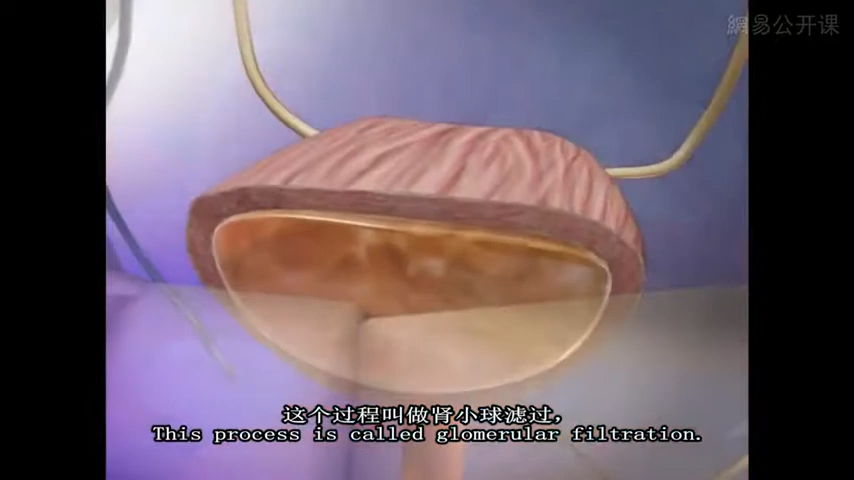 網易公开课
这个过程叫做肾小球滤过,
This process is called glomerular filtration.